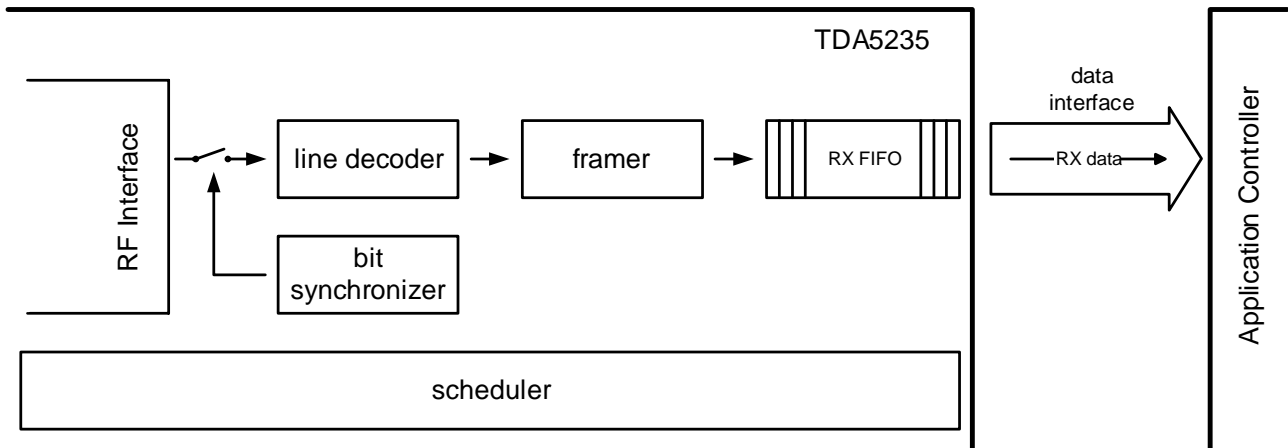 TDA5235
data
interface
RF Interface
line decoder
framer
RX FIFO
RX data
Application Controller
bit
synchronizer
scheduler